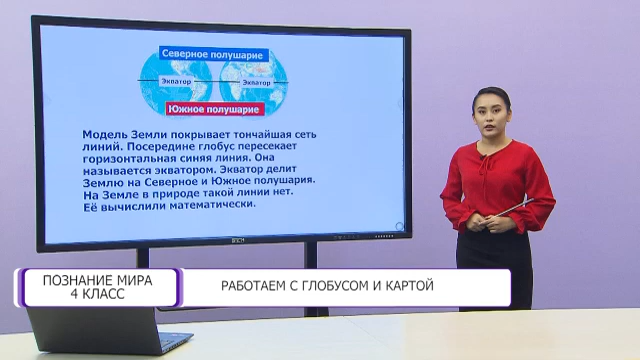 Северное полушарие
Экватор Экватор
Южное полушарие
Модель Земли покрывает тончайшая сеть
линий. Посередине глобус пересекает
горизонтальная синяя линия. Она
называется экватором. Экватор делит
Землю на Северное и Южное полушария.
На Земле в природе такой линии нет.
Её вычислили математически.
ПОЗНАНИЕ МИРА
4 КЛАСС
РАБОТАЕМ С ГЛОБУСОМ И КАРТОЙ